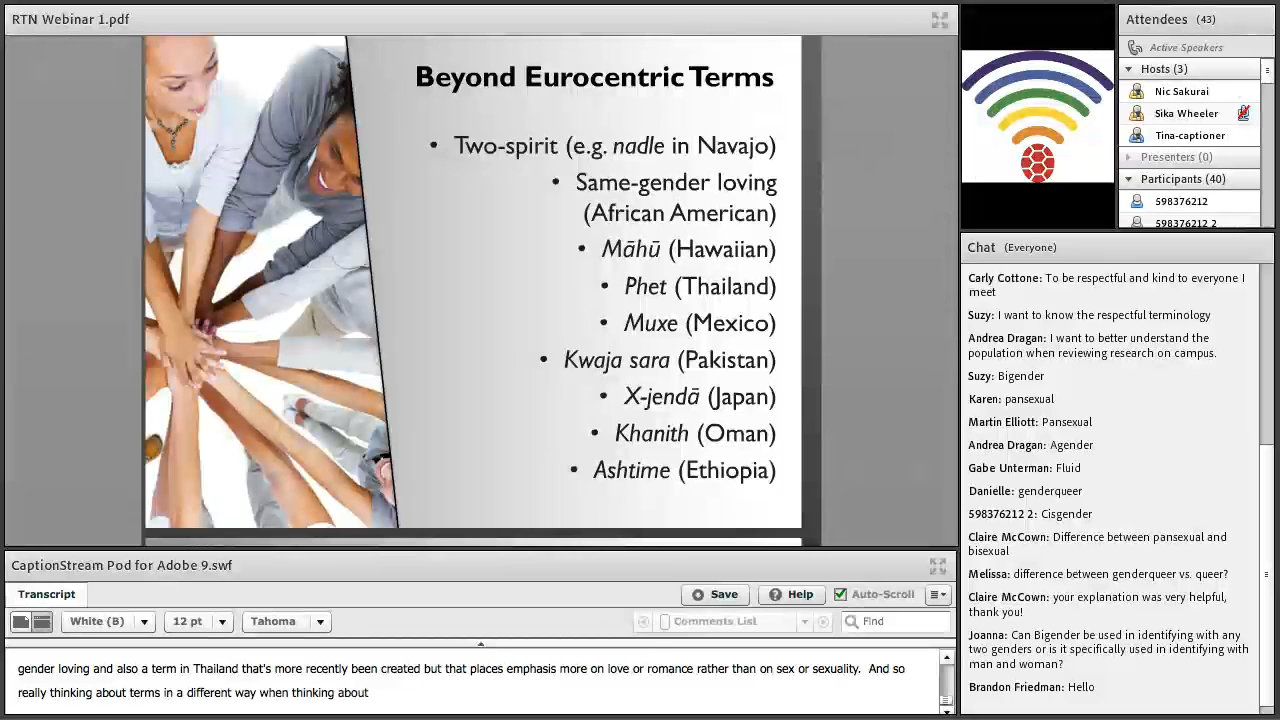 RTN Webinar 1.pdf
Beyond Eurocentric Terms
• Two-spirit (e.g. nadle in Navajo)
• Same-gender loving
(African American)
• Māhū (Hawaiian)
• Phet (Thailand)
• Muxe (Mexico)
• Kwaja sara (Pakistan)
• X-jendā (Japan)
• Khanith (Oman)
• Ashtime (Ethiopia)
CaptionStream Pod for Adobe 9.swf
Transcript
Save
Help
Auto-Scroll
White (B)
12 pt
Tahoma
Comments List
Find
gender loving and also a term in Thailand that's more recently been created but that places emphasis more on love or romance rather than on sex or sexuality.  And so
really thinking about terms in a different way when thinking about
Attendees (43)
Active Speakers
Hosts (3)
Nic Sakurai
Sika Wheeler
Tina-captioner
Presenters (0)
Participants (40)
598376212
598376212 2
Chat (Everyone)
Carly Cottone: To be respectful and kind to everyone I
meet
Suzy: I want to know the respectful terminology
Andrea Dragan: I want to better understand the
population when reviewing research on campus.
Suzy: Bigender
Karen: pansexual
Martin Elliott: Pansexual
Andrea Dragan: Agender
Gabe Unterman: Fluid
Danielle: genderqueer
598376212 2: Cisgender
Claire McCown: Difference between pansexual and
bisexual
Melissa: difference between genderqueer vs. queer?
Claire McCown: your explanation was very helpful,
thank you!
Joanna: Can Bigender be used in identifying with any
two genders or is it specifically used in identifying with
man and woman?
Brandon Friedman: Hello